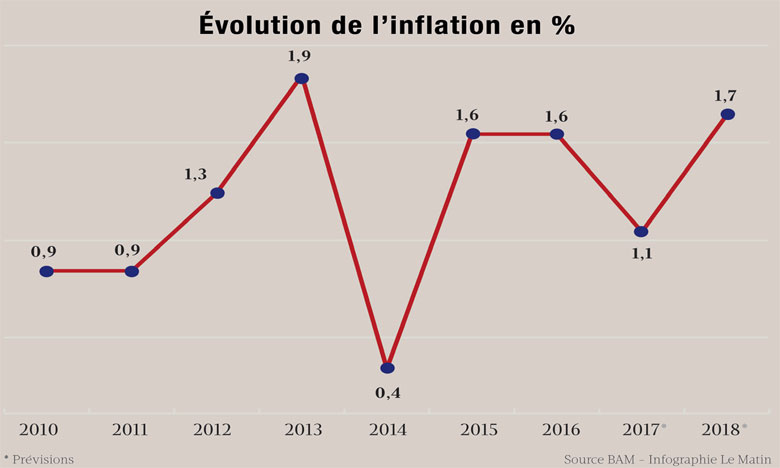 Évolution de l'inflation en %
1,9
1,7
1,6 1,6
1,3
0,9 0,9
1,1
0,4
2010 2011 2012 2013 2014 2015 2016 2017* 2018*
* Prévisions Source BAM – Infographie Le Matin